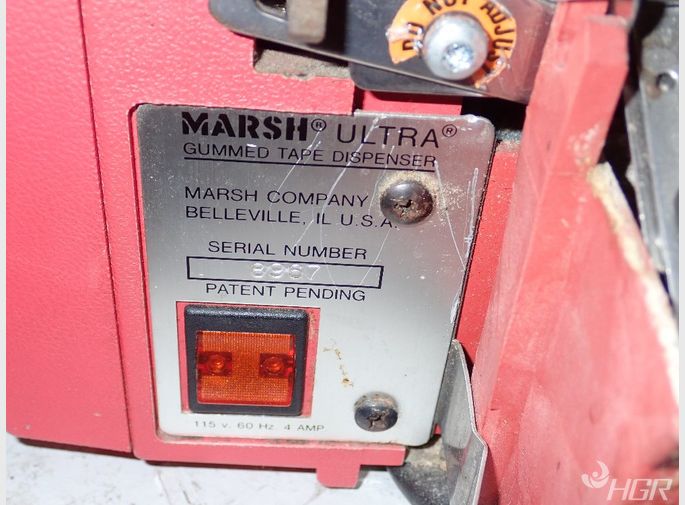 DO NOT ADJUST
MARSH® ULTRA®
GUMMED TAPE DISPENSER
MARSH COMPANY
BELLEVILLE, IL U.S.A.
SERIAL NUMBER
8967
PATENT PENDING
115 v. 60 Hz. 4 AMP
HGR